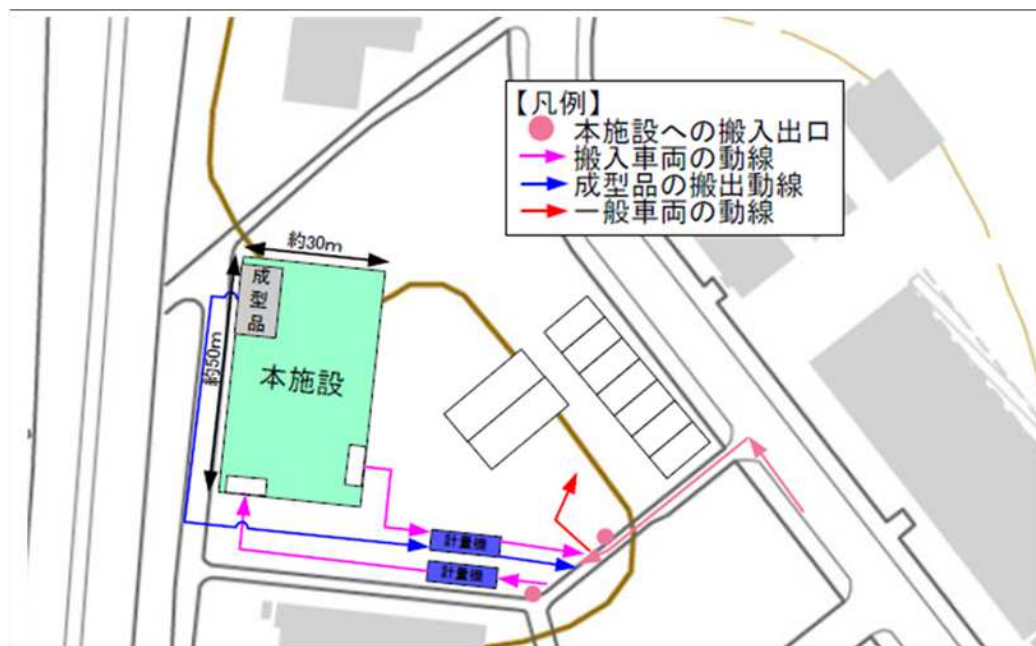 【凡例】
本施設への搬入出口
搬入車両の動線
成型品の搬出動線
一般車両の動線
約30m
成型品
約50m
本施設
計量機
計量機